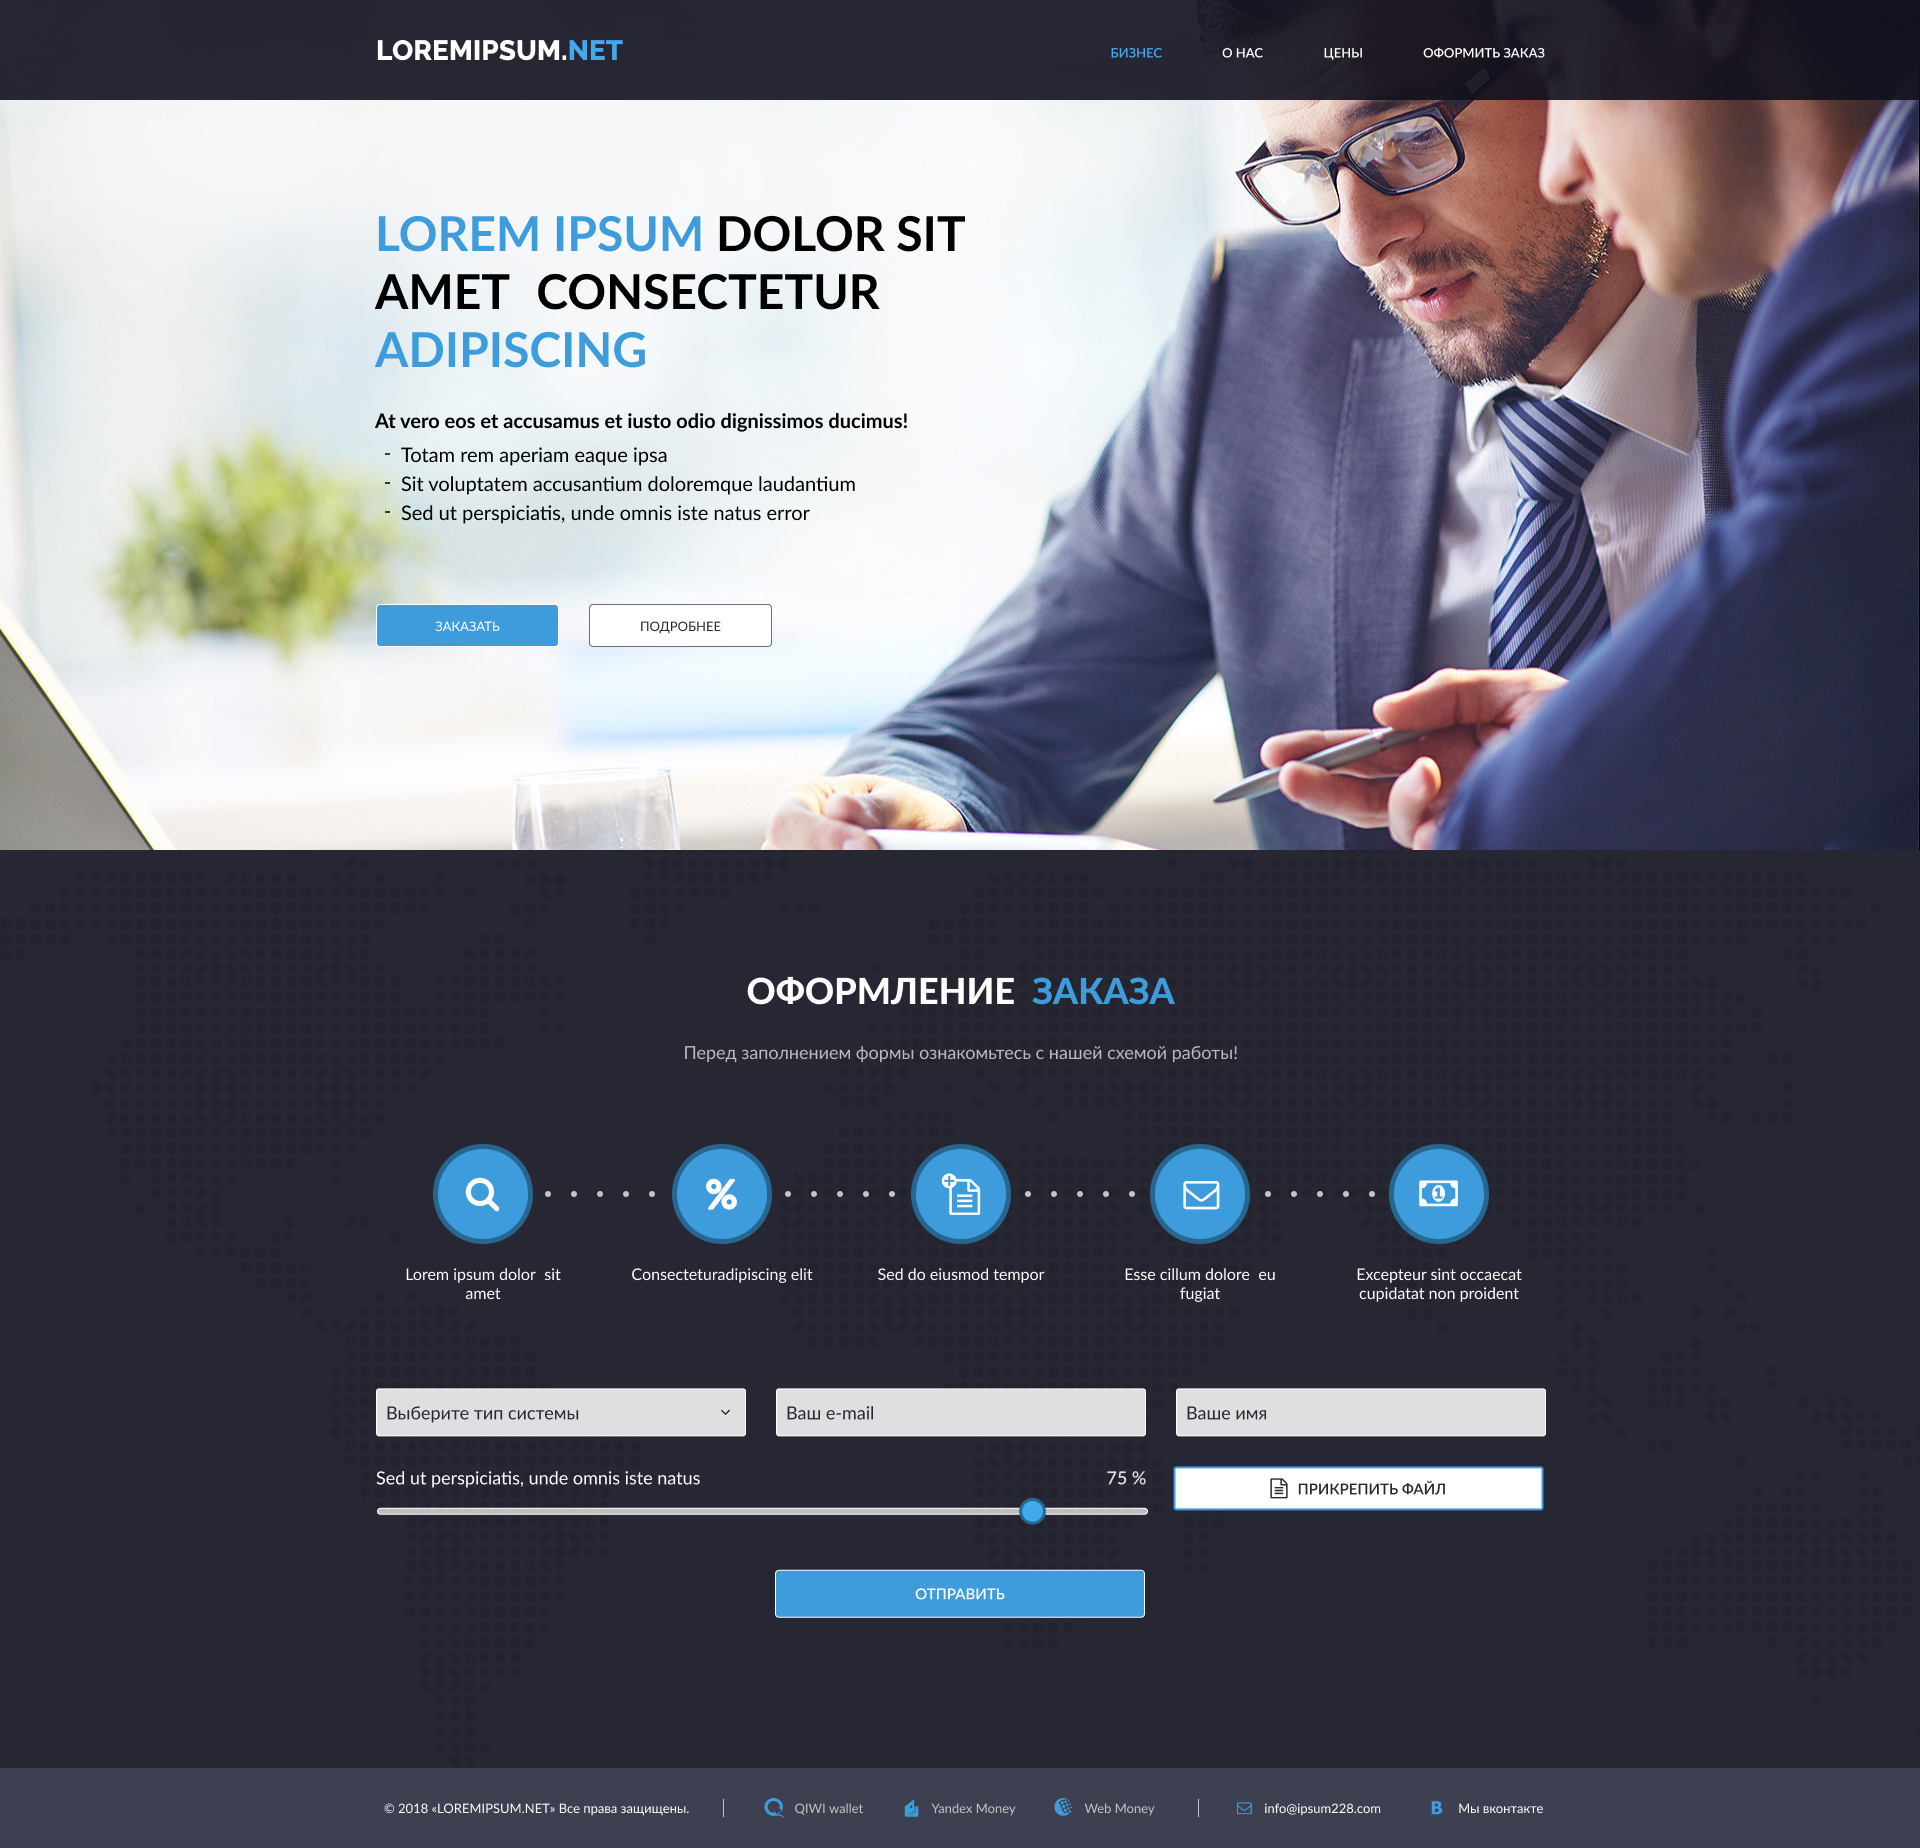 LOREMIPSUM.NET
БИЗНЕС
О НАС
ЦЕНЫ
ОФОРМИТЬ ЗАКАЗ
LOREM IPSUM DOLOR SIT
AMET CONSECTETUR
ADIPISCING
At vero eos et accusamus et iusto odio dignissimos ducimus!
- Totam rem aperiam eaque ipsa
- Sit voluptatem accusantium doloremque laudantium
- Sed ut perspiciatis, unde omnis iste natus error
ЗАКАЗАТЬ
ПОДРОБНЕЕ
ОФОРМЛЕНИЕ ЗАКАЗА
Перед заполнением формы ознакомьтесь с нашей схемой работы!
Lorem ipsum dolor sit
amet
Consecteturadipiscing elit
Sed do eiusmod tempor
Esse cillum dolore eu
fugiat
Excepteur sint occaecat
cupidatat non proident
Выберите тип системы
Ваш e-mail
Ваше имя
Sed ut perspiciatis, unde omnis iste natus
75 %
ПРИКРЕПИТЬ ФАЙЛ
ОТПРАВИТЬ
© 2018 «LOREMIPSUM.NET» Все права защищены.
QIWI wallet
Yandex Money
Web Money
info@ipsum228.com
Мы вконтакте